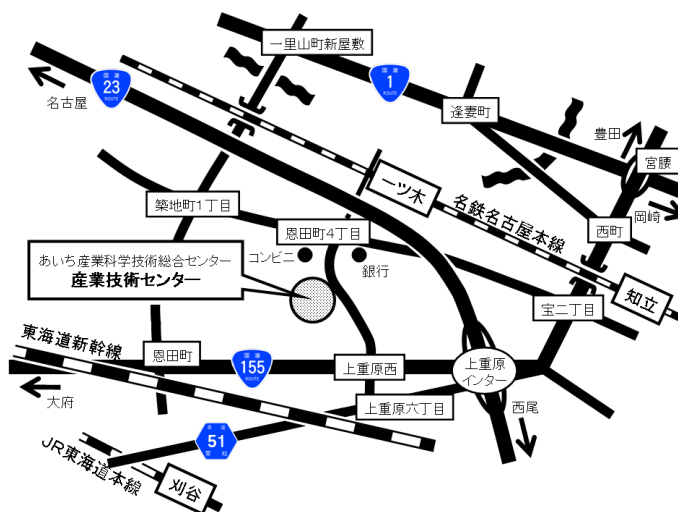 一里山町新屋敷
国道
23
ROUTE
国道
1
ROUTE
名古屋
逢妻町
豊田
宮腰
岡崎
一ツ木
名鉄名古屋本線
西町
築地町1丁目
恩田町4丁目
コンビニ
銀行
あいち産業科学技術総合センター
産業技術センター
知立
宝二丁目
東海道新幹線
恩田町
国道
155
ROUTE
上重原西
上重原
インター
大府
上重原六丁目
西尾
県道
51
愛知
JR東海道本線
刈谷